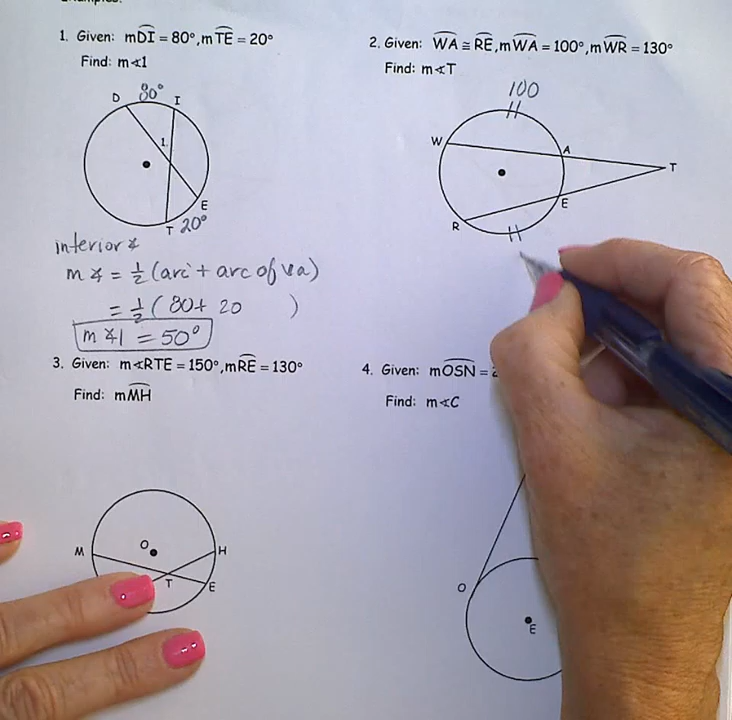 1. Given: mDI = 80°, m TE = 20°
Find: m∢1
D 80° I
1.
E
T 20°
interior ∢
m ∢ = ½ (arc + arc of va)
= ½ ( 80 + 20 )
m ∢1 = 50°
2. Given: WA ≅ RE, mWA = 100°, mWR = 130°
Find: m∢T
100
W
A
T
E
R
3. Given: m∢RTE = 150°, mRE = 130°
Find: mMH
M
O
H
T
E
4. Given: mOSN =
Find: m∢C
O
E